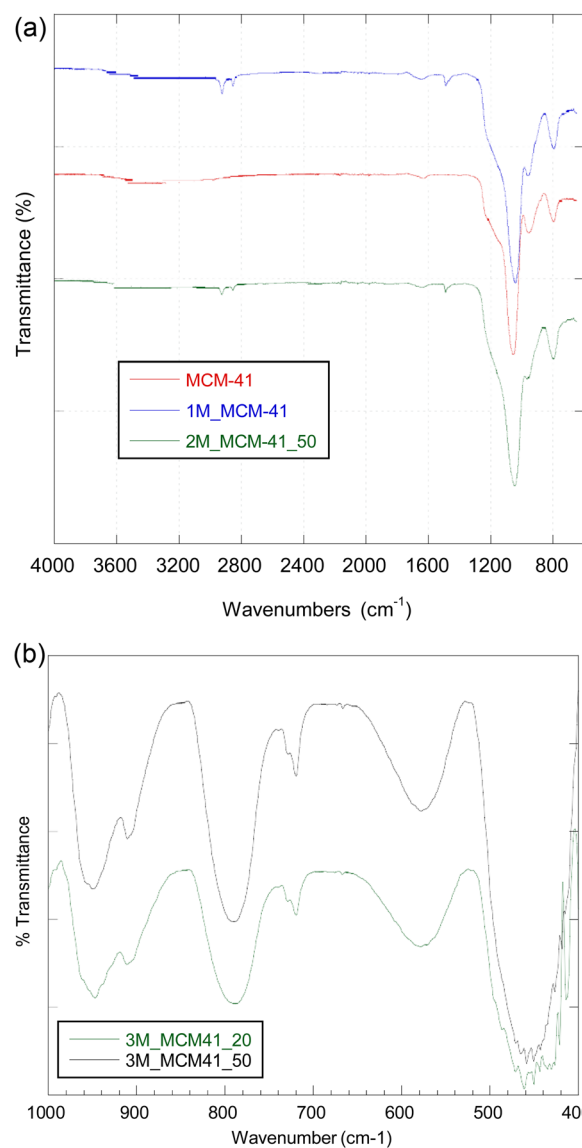 (a)
Transmittance (%)
MCM-41
1M_MCM-41
2M_MCM-41_50
4000 3600 3200 2800 2400 2000 1600 1200 800
Wavenumbers (cm-1)
(b)
% Transmittance
3M_MCM41_20
3M_MCM41_50
1000 900 800 700 600 500 40
Wavenumber (cm-1)